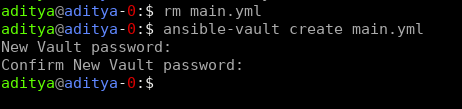 aditya@aditya-0:$ rm main.yml
aditya@aditya-0:$ ansible-vault create main.yml
New Vault password:
Confirm New Vault password:
aditya@aditya-0:$